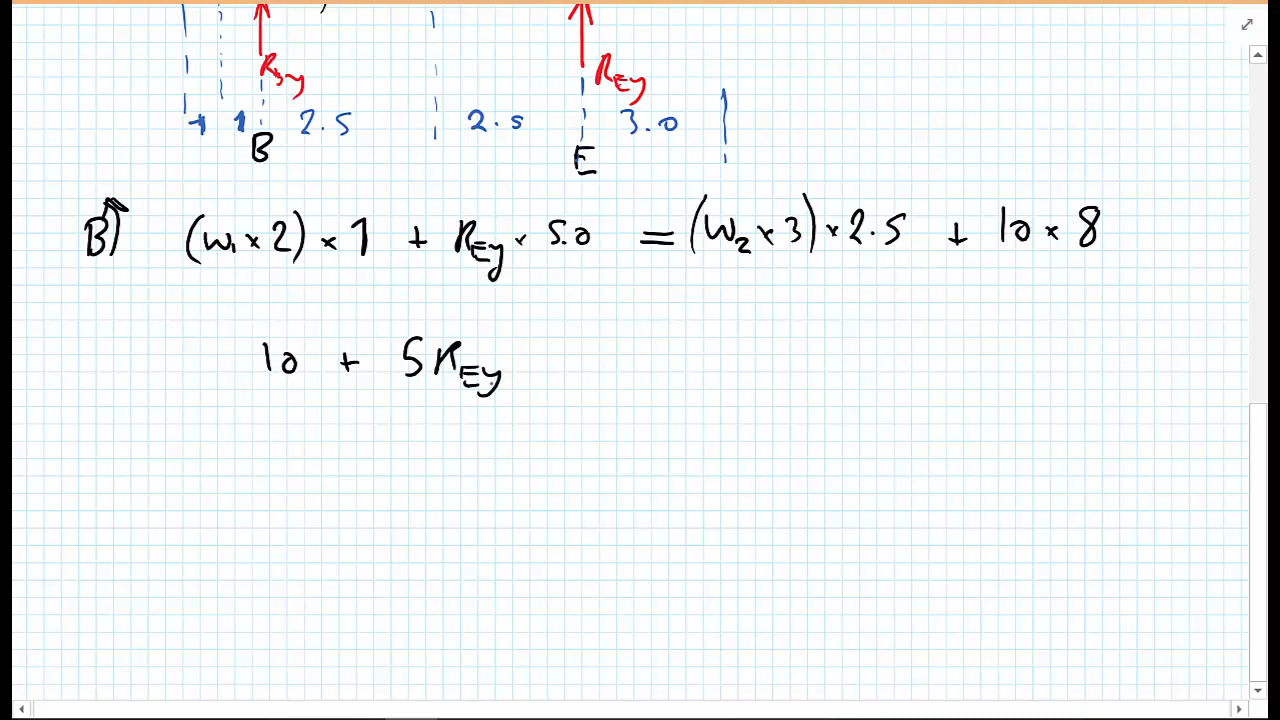 R_By R_Ey
1 1 2.5 2.5 3.0
B E
B) (w₁ × 2) × 1 + R_Ey × 5.0 = (w₂ × 3) × 2.5 + 10 × 8
10 + 5R_Ey